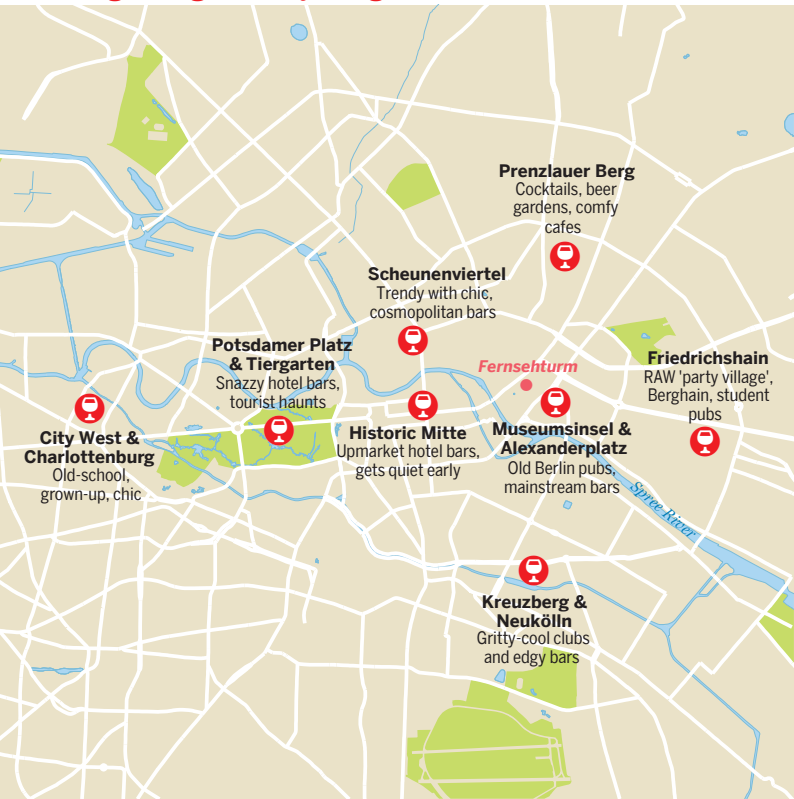 Prenzlauer Berg
Cocktails, beer
gardens, comfy
cafes
Scheunenviertel
Trendy with chic,
cosmopolitan bars
Potsdamer Platz
& Tiergarten
Snazzy hotel bars,
tourist haunts
Fernsehturm
Friedrichshain
RAW 'party village',
Berghain, student
pubs
City West &
Charlottenburg
Old-school,
grown-up, chic
Historic Mitte
Upmarket hotel bars,
gets quiet early
Museumsinsel &
Alexanderplatz
Old Berlin pubs,
mainstream bars
Spree River
Kreuzberg &
Neukölln
Gritty-cool clubs
and edgy bars